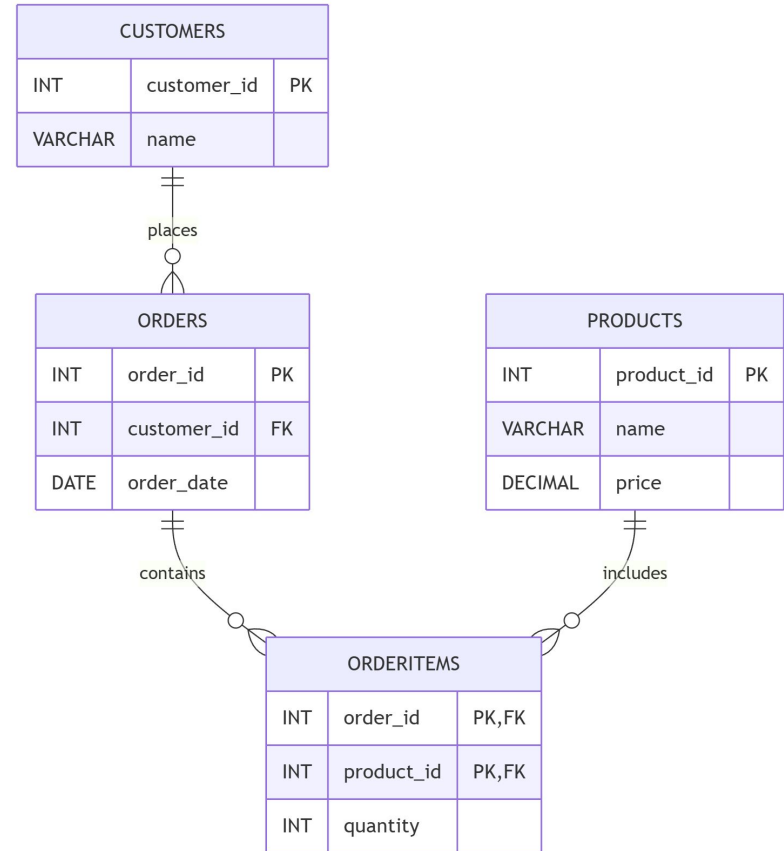 CUSTOMERS
INT customer_id PK
VARCHAR name
places
ORDERS
INT order_id PK
INT customer_id FK
DATE order_date
PRODUCTS
INT product_id PK
VARCHAR name
DECIMAL price
contains
includes
ORDERITEMS
INT order_id PK,FK
INT product_id PK,FK
INT quantity